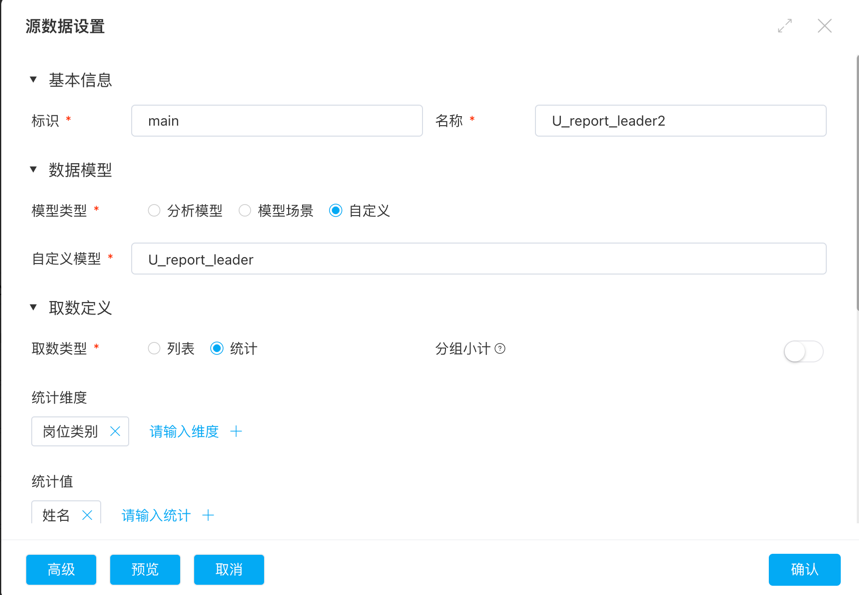 源数据设置
基本信息
标识 * main 名称 * U_report_leader2
数据模型
模型类型 * 分析模型 模型场景 自定义
自定义模型 * U_report_leader
取数定义
取数类型 * 列表 统计 分组小计 ?
统计维度
岗位类别 × 请输入维度 +
统计值
姓名 × 请输入统计 +
高级 预览 取消 确认